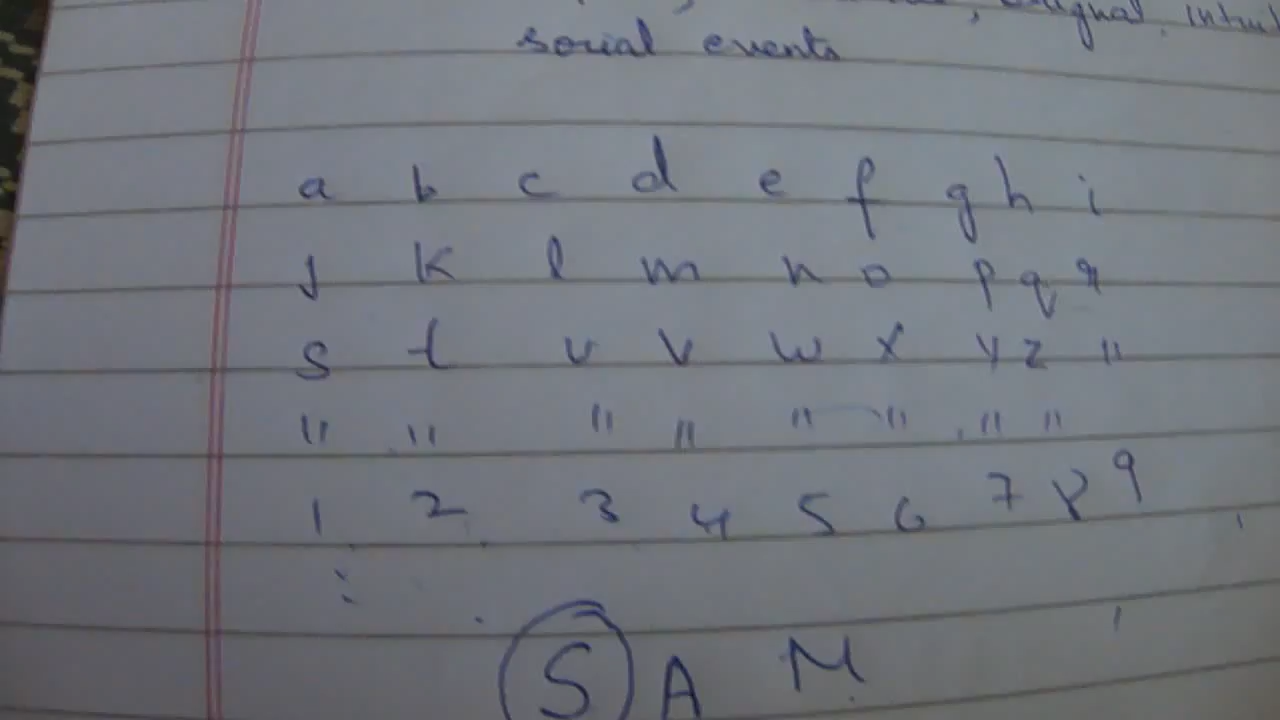 social events
a b c d e f g h i
j k l m n o p q r
s t u v w x y z "
" " " " " " " "
1 2 3 4 5 6 7 8 9
S A M